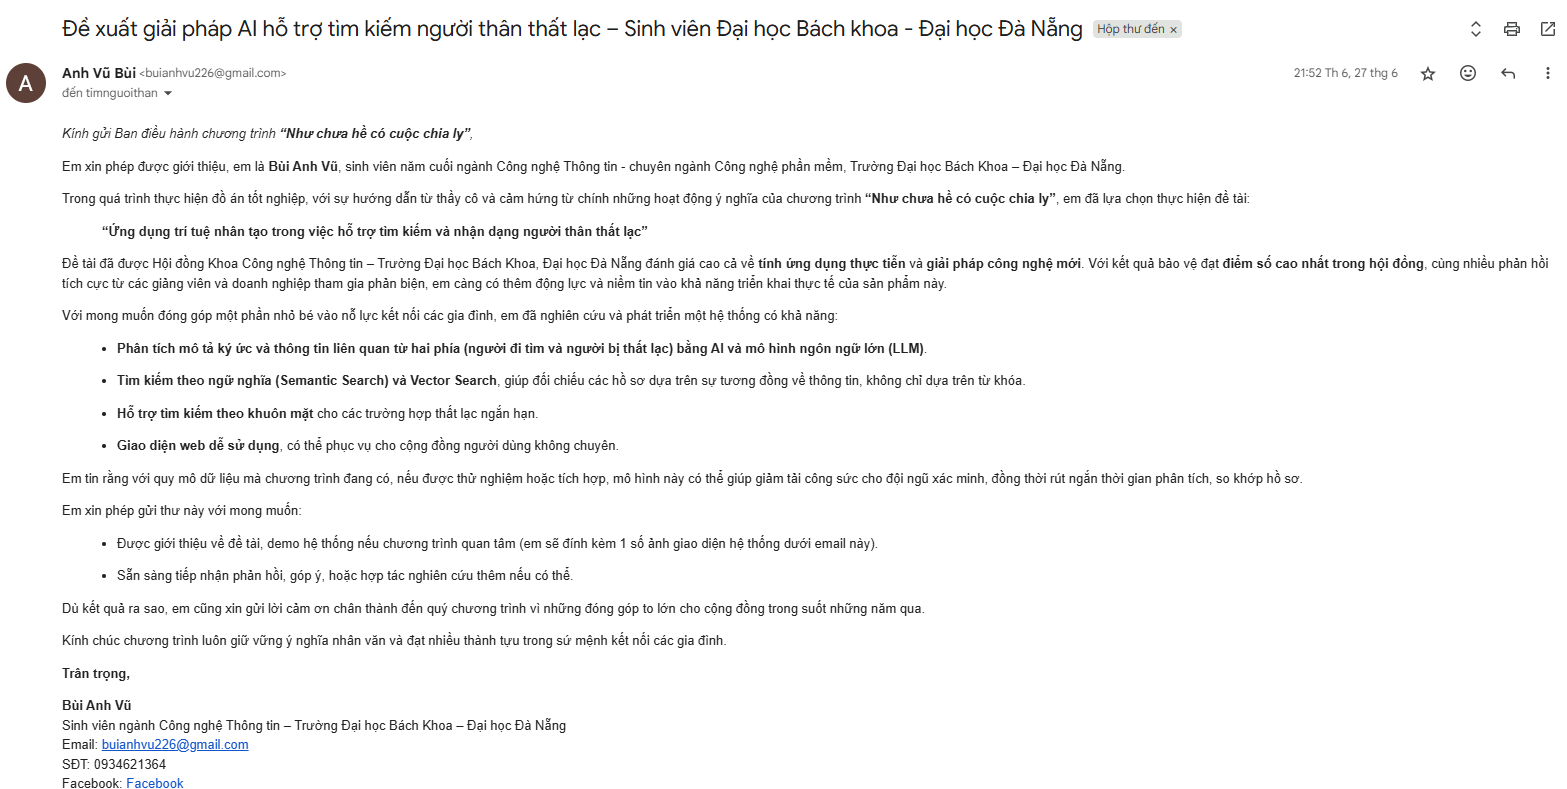 Đề xuất giải pháp AI hỗ trợ tìm kiếm người thân thất lạc – Sinh viên Đại học Bách khoa - Đại học Đà Nẵng Hộp thư đến ×
A
Anh Vũ Bùi <buianhvu226@gmail.com> 21:52 Th 6, 27 thg 6
đến timnguoithan
Kính gửi Ban điều hành chương trình “Như chưa hề có cuộc chia ly”,
Em xin phép được giới thiệu, em là Bùi Anh Vũ, sinh viên năm cuối ngành Công nghệ Thông tin - chuyên ngành Công nghệ phần mềm, Trường Đại học Bách Khoa – Đại học Đà Nẵng.
Trong quá trình thực hiện đồ án tốt nghiệp, với sự hướng dẫn từ thầy cô và cảm hứng từ chính những hoạt động ý nghĩa của chương trình “Như chưa hề có cuộc chia ly”, em đã lựa chọn thực hiện đề tài:
“Ứng dụng trí tuệ nhân tạo trong việc hỗ trợ tìm kiếm và nhận dạng người thân thất lạc”
Đề tài đã được Hội đồng Khoa Công nghệ Thông tin – Trường Đại học Bách Khoa, Đại học Đà Nẵng đánh giá cao cả về tính ứng dụng thực tiễn và giải pháp công nghệ mới. Với kết quả bảo vệ đạt điểm số cao nhất trong hội đồng, cùng nhiều phản hồi
tích cực từ các giảng viên và doanh nghiệp tham gia phản biện, em càng có thêm động lực và niềm tin vào khả năng triển khai thực tế của sản phẩm này.
Với mong muốn đóng góp một phần nhỏ bé vào nỗ lực kết nối các gia đình, em đã nghiên cứu và phát triển một hệ thống có khả năng:
• Phân tích mô tả ký ức và thông tin liên quan từ hai phía (người đi tìm và người bị thất lạc) bằng AI và mô hình ngôn ngữ lớn (LLM).
• Tìm kiếm theo ngữ nghĩa (Semantic Search) và Vector Search, giúp đối chiếu các hồ sơ dựa trên sự tương đồng về thông tin, không chỉ dựa trên từ khóa.
• Hỗ trợ tìm kiếm theo khuôn mặt cho các trường hợp thất lạc ngắn hạn.
• Giao diện web dễ sử dụng, có thể phục vụ cho cộng đồng người dùng không chuyên.
Em tin rằng với quy mô dữ liệu mà chương trình đang có, nếu được thử nghiệm hoặc tích hợp, mô hình này có thể giúp giảm tải công sức cho đội ngũ xác minh, đồng thời rút ngắn thời gian phân tích, so khớp hồ sơ.
Em xin phép gửi thư này với mong muốn:
• Được giới thiệu về đề tài, demo hệ thống nếu chương trình quan tâm (em sẽ đính kèm 1 số ảnh giao diện hệ thống dưới email này).
• Sẵn sàng tiếp nhận phản hồi, góp ý, hoặc hợp tác nghiên cứu thêm nếu có thể.
Dù kết quả ra sao, em cũng xin gửi lời cảm ơn chân thành đến quý chương trình vì những đóng góp to lớn cho cộng đồng trong suốt những năm qua.
Kính chúc chương trình luôn giữ vững ý nghĩa nhân văn và đạt nhiều thành tựu trong sứ mệnh kết nối các gia đình.
Trân trọng,
Bùi Anh Vũ
Sinh viên ngành Công nghệ Thông tin – Trường Đại học Bách Khoa – Đại học Đà Nẵng
Email: buianhvu226@gmail.com
SĐT: 0934621364
Facebook: Facebook